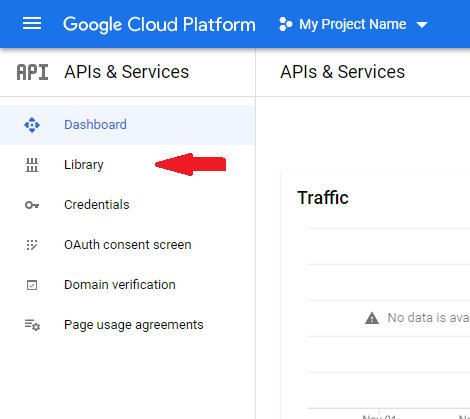 Google Cloud Platform My Project Name
API APIs & Services
APIs & Services
Dashboard
Library
Credentials
OAuth consent screen
Domain verification
Page usage agreements
Traffic
No data is ava